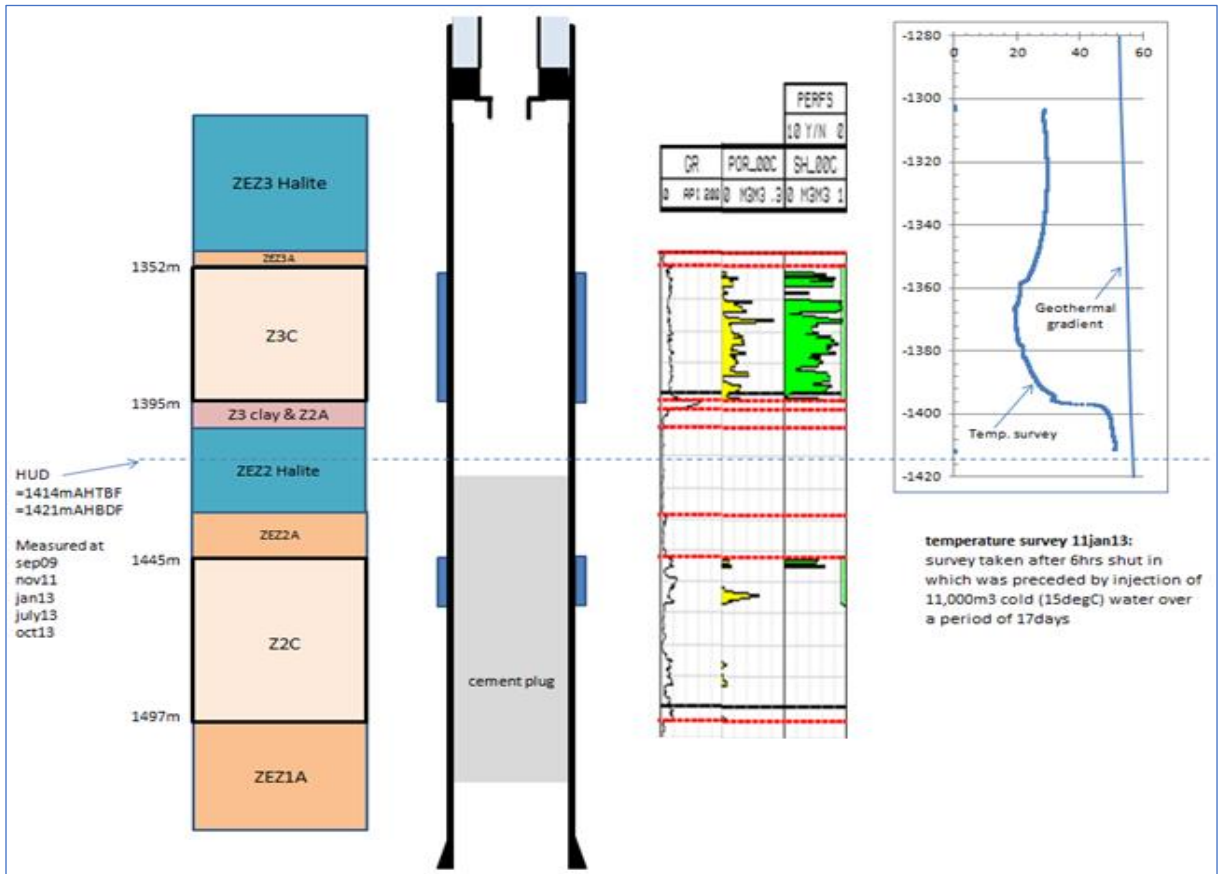 ZEZ3 Halite
ZEZ3A
1352m
Z3C
1395m
Z3 clay & Z2A
ZEZ2 Halite
HUD
=1414mAHTBF
=1421mAHBDF
Measured at
sep09
nov11
jan13
july13
oct13
ZEZ2A
1445m
Z2C
1497m
ZEZ1A
cement plug
PERFS
10 Y/N 0
GR POR_00C SH_00C
0 API 200 0 M3M3 .3 0 M3M3 1
-1280
0 20 40 60
-1300
-1320
-1340
-1360
-1380
-1400
-1420
Geothermal
gradient
Temp. survey
temperature survey 11jan13:
survey taken after 6hrs shut in
which was preceded by injection of
11,000m3 cold (15degC) water over
a period of 17days